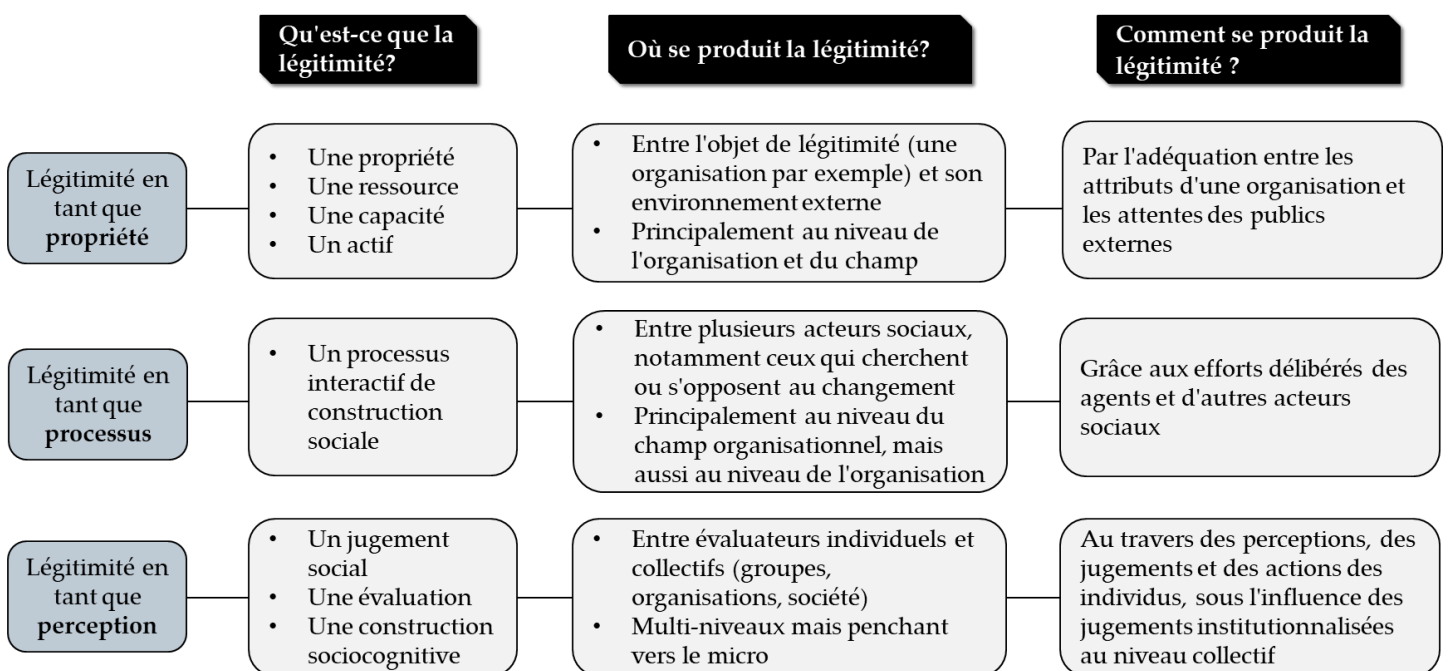 Qu'est-ce que la
légitimité?
Où se produit la légitimité?
Comment se produit la
légitimité ?
Légitimité en
tant que
propriété
• Une propriété
• Une ressource
• Une capacité
• Un actif
• Entre l'objet de légitimité (une
organisation par exemple) et son
environnement externe
• Principalement au niveau de
l'organisation et du champ
Par l'adéquation entre les
attributs d'une organisation et
les attentes des publics
externes
Légitimité en
tant que
processus
• Un processus
interactif de
construction
sociale
• Entre plusieurs acteurs sociaux,
notamment ceux qui cherchent
ou s'opposent au changement
• Principalement au niveau du
champ organisationnel, mais
aussi au niveau de l'organisation
Grâce aux efforts délibérés des
agents et d'autres acteurs
sociaux
Légitimité en
tant que
perception
• Un jugement
social
• Une évaluation
• Une construction
sociocognitive
• Entre évaluateurs individuels et
collectifs (groupes,
organisations, société)
• Multi-niveaux mais penchant
vers le micro
Au travers des perceptions, des
jugements et des actions des
individus, sous l'influence des
jugements institutionnalisées
au niveau collectif